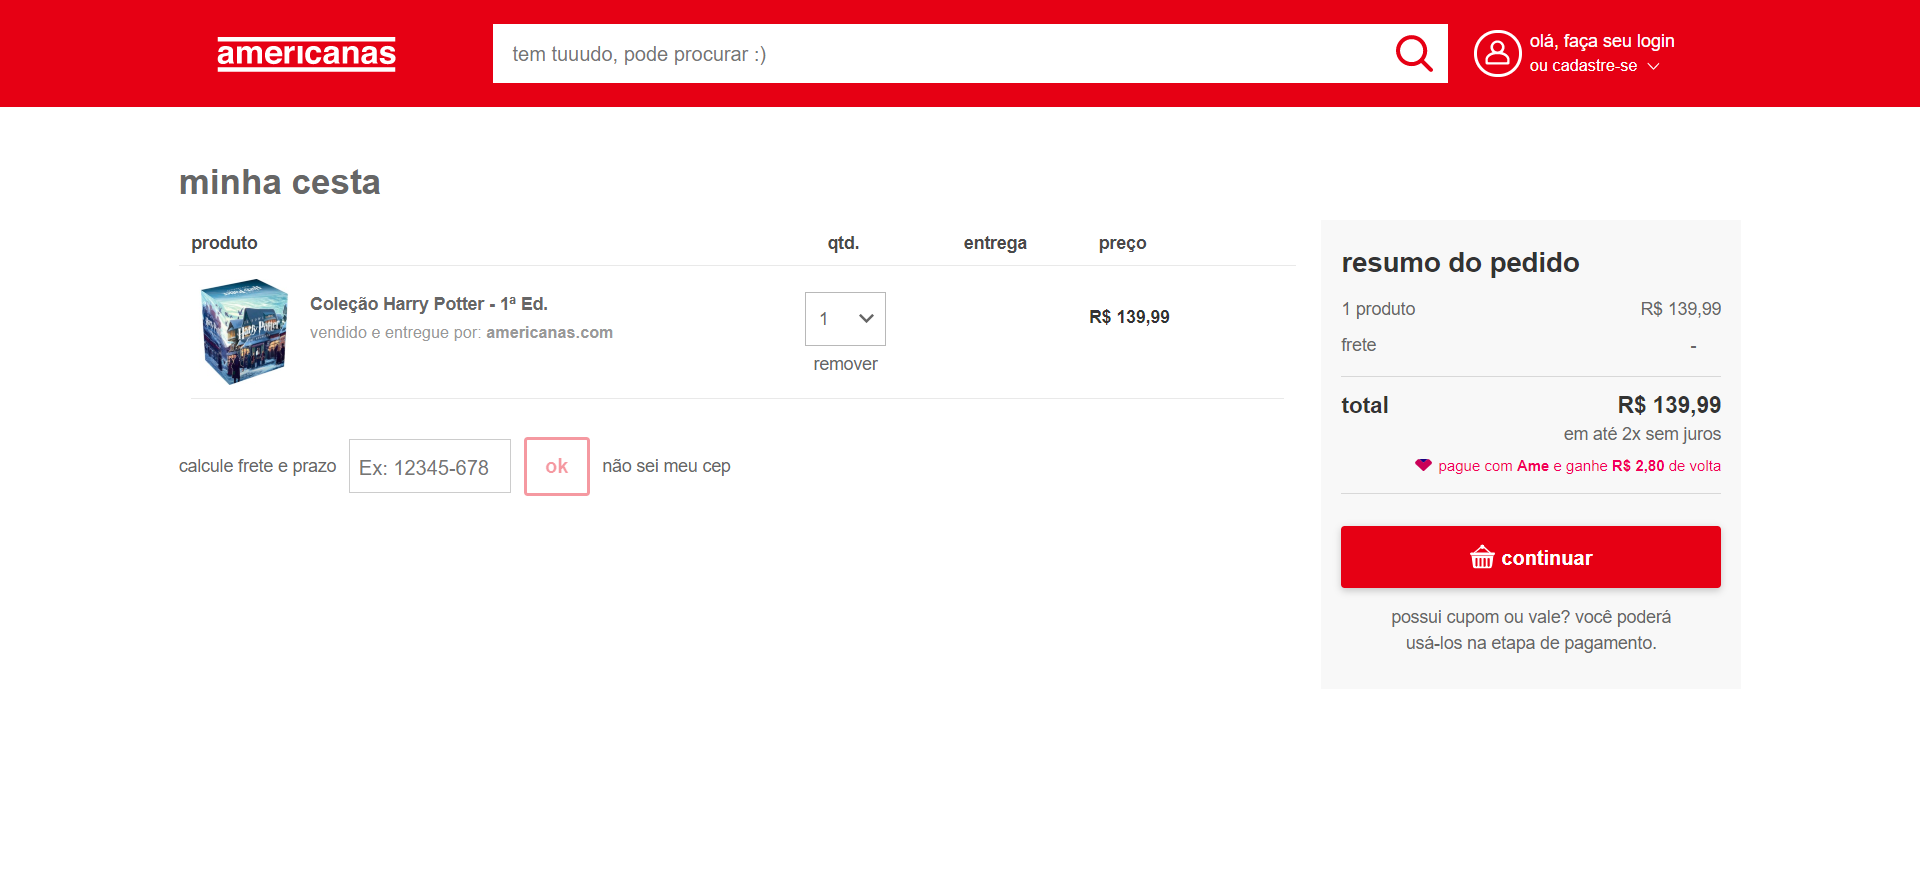 americanas
tem tuuudo, pode procurar :)
olá, faça seu login
ou cadastre-se
minha cesta
produto
qtd.
entrega
preço
Harry Potter
Coleção Harry Potter - 1ª Ed.
vendido e entregue por: americanas.com
1
remover
R$ 139,99
calcule frete e prazo
Ex: 12345-678
ok
não sei meu cep
resumo do pedido
1 produto R$ 139,99
frete -
total R$ 139,99
em até 2x sem juros
pague com Ame e ganhe R$ 2,80 de volta
continuar
possui cupom ou vale? você poderá
usá-los na etapa de pagamento.